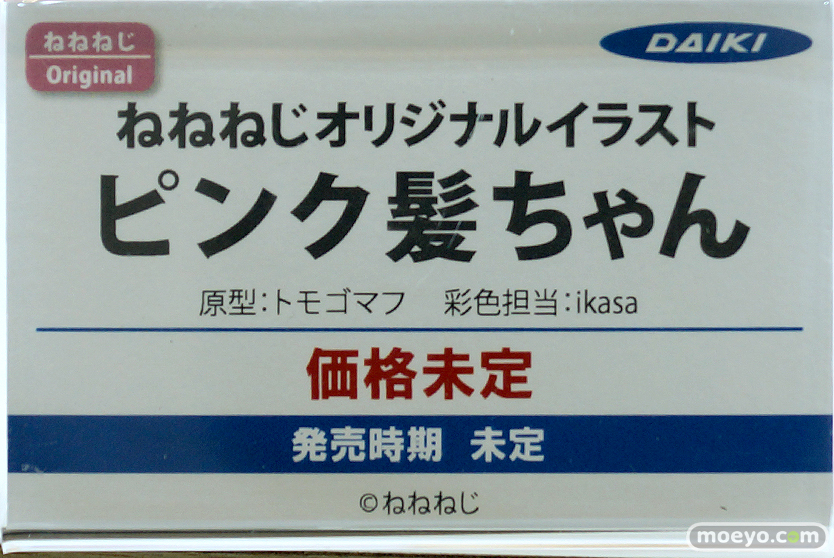 ねねねじ
Original
DAIKI
ねねねじオリジナルイラスト
ピンク髪ちゃん
原型:トモゴマフ 彩色担当:ikasa
価格未定
発売時期 未定
©ねねねじ
moeyo.com